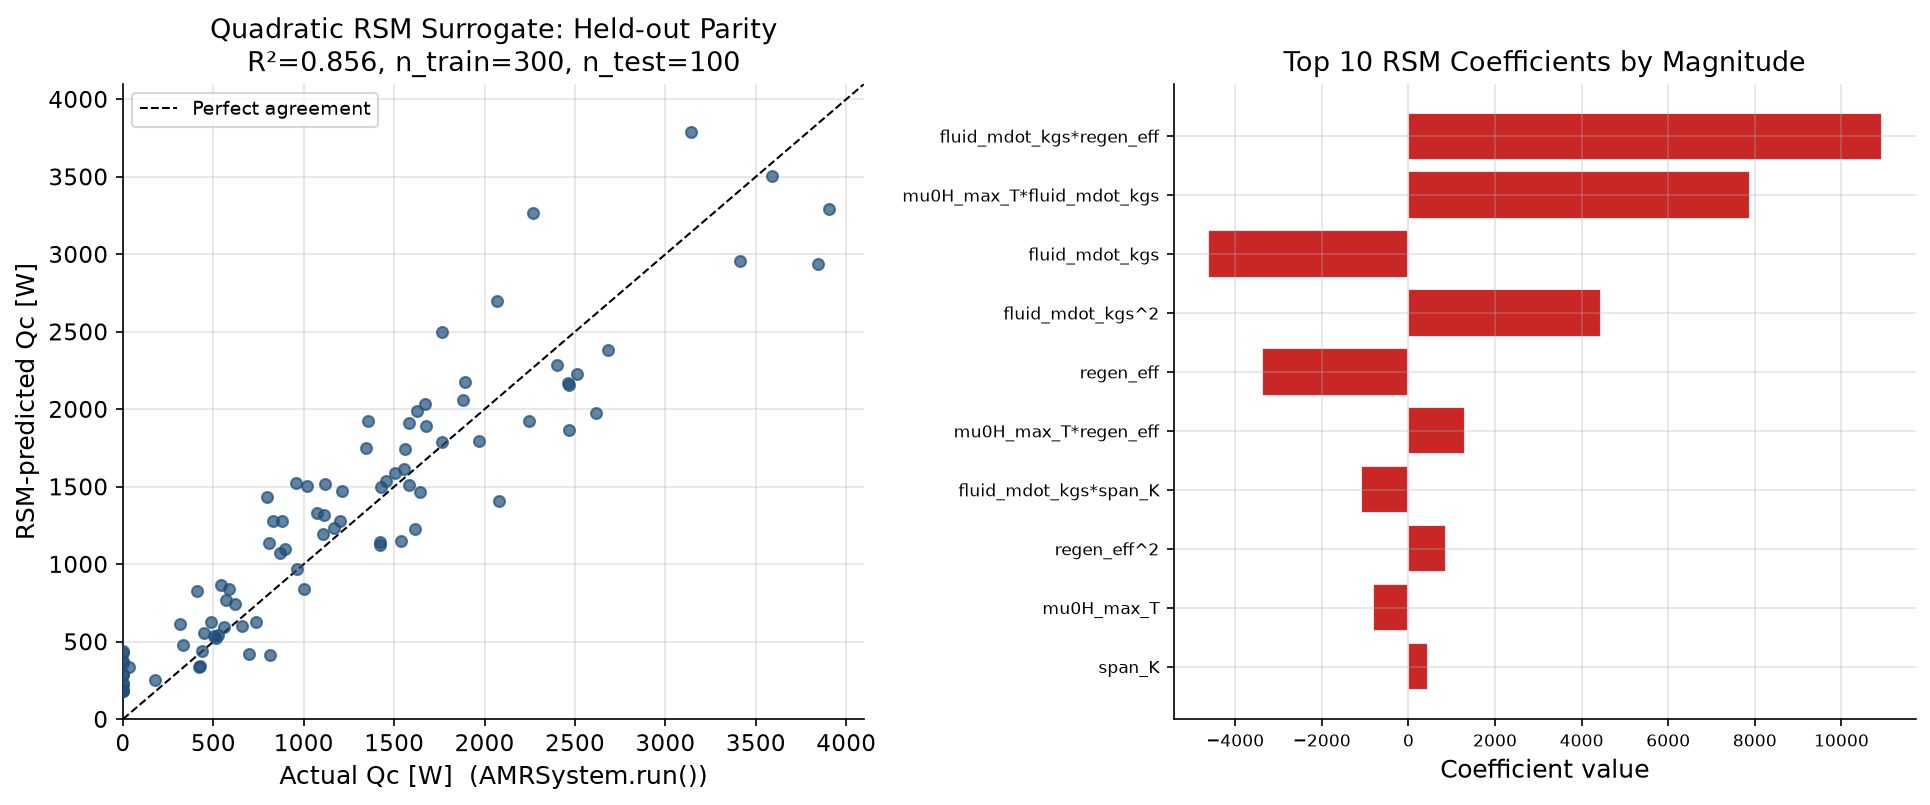 Quadratic RSM Surrogate: Held-out Parity
R²=0.856, n_train=300, n_test=100
Perfect agreement
4000
3500
3000
2500
2000
1500
1000
500
0
RSM-predicted Qc [W]
0 500 1000 1500 2000 2500 3000 3500 4000
Actual Qc [W] (AMRSystem.run())
Top 10 RSM Coefficients by Magnitude
fluid_mdot_kgs*regen_eff
mu0H_max_T*fluid_mdot_kgs
fluid_mdot_kgs
fluid_mdot_kgs^2
regen_eff
mu0H_max_T*regen_eff
fluid_mdot_kgs*span_K
regen_eff^2
mu0H_max_T
span_K
−4000 −2000 0 2000 4000 6000 8000 10000
Coefficient value